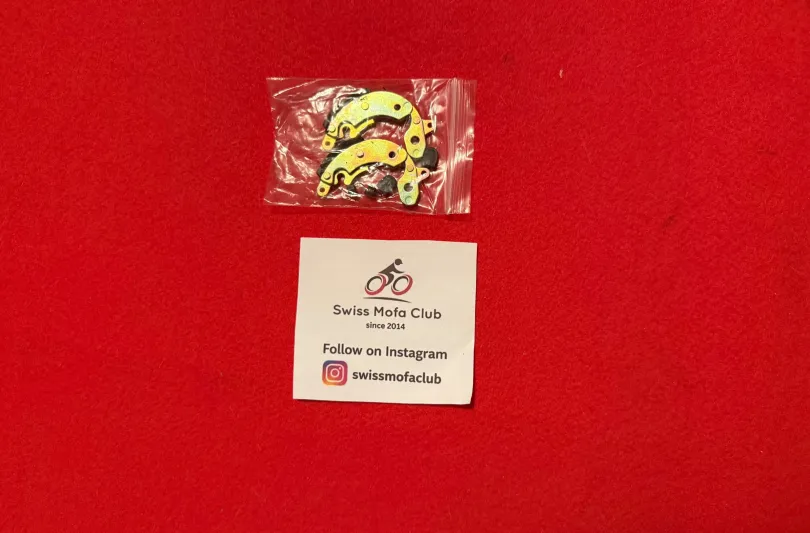 Swiss Mofa Club
since 2014
Follow on Instagram
swissmofaclub